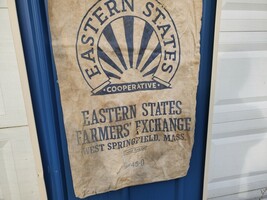 EASTERN STATES
COOPERATIVE
EASTERN STATES
FARMERS' EXCHANGE
WEST SPRINGFIELD, MASS.